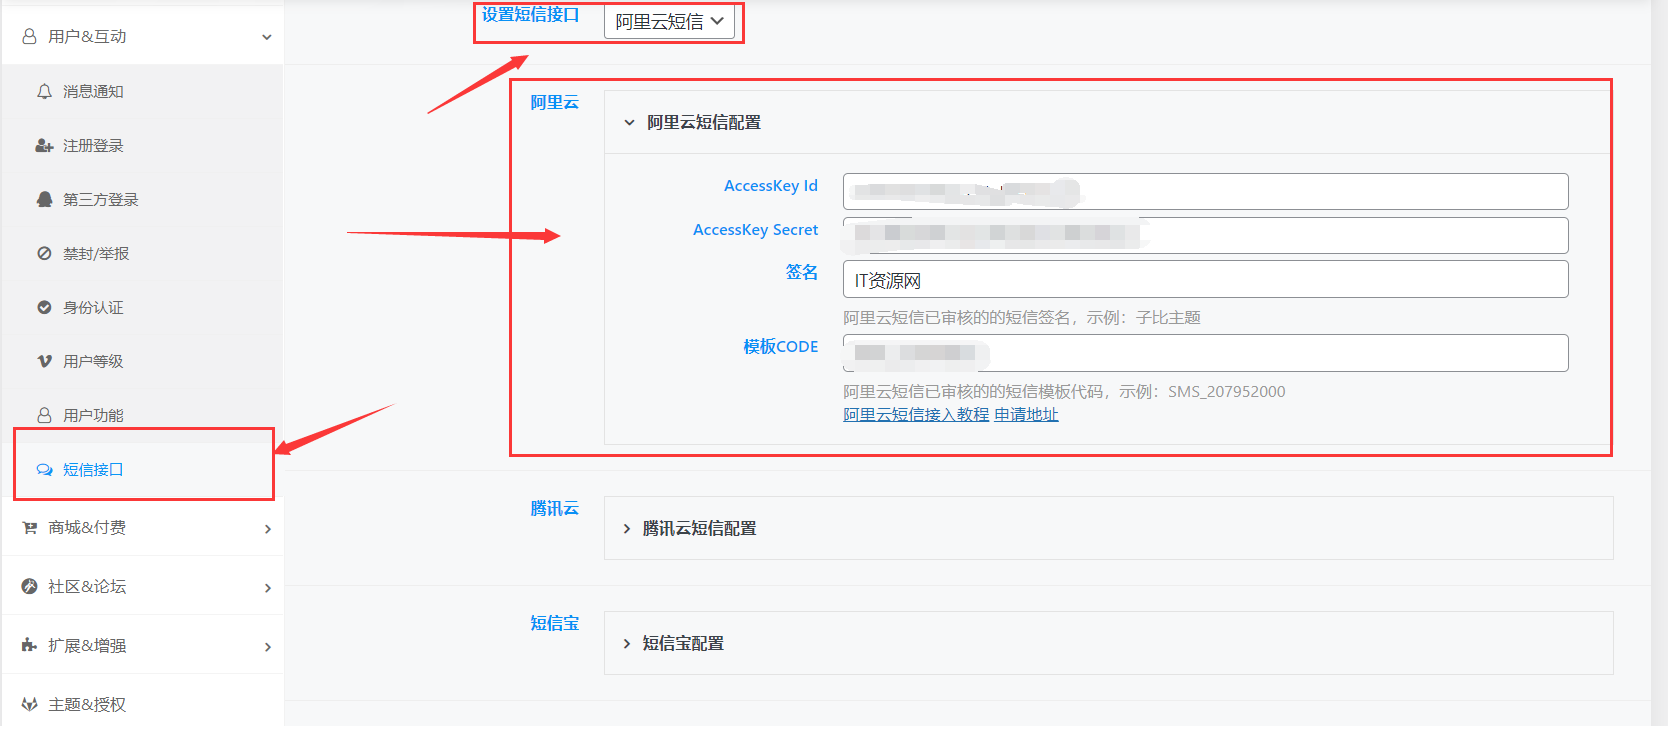 用户&互动
消息通知
注册登录
第三方登录
禁封/举报
身份认证
用户等级
用户功能
短信接口
商城&付费
社区&论坛
扩展&增强
主题&授权
设置短信接口
阿里云短信
阿里云
阿里云短信配置
AccessKey Id
AccessKey Secret
签名
IT资源网
阿里云短信已审核的的短信签名，示例：子比主题
模板CODE
阿里云短信已审核的的短信模板代码，示例：SMS_207952000
阿里云短信接入教程 申请地址
腾讯云
腾讯云短信配置
短信宝
短信宝配置